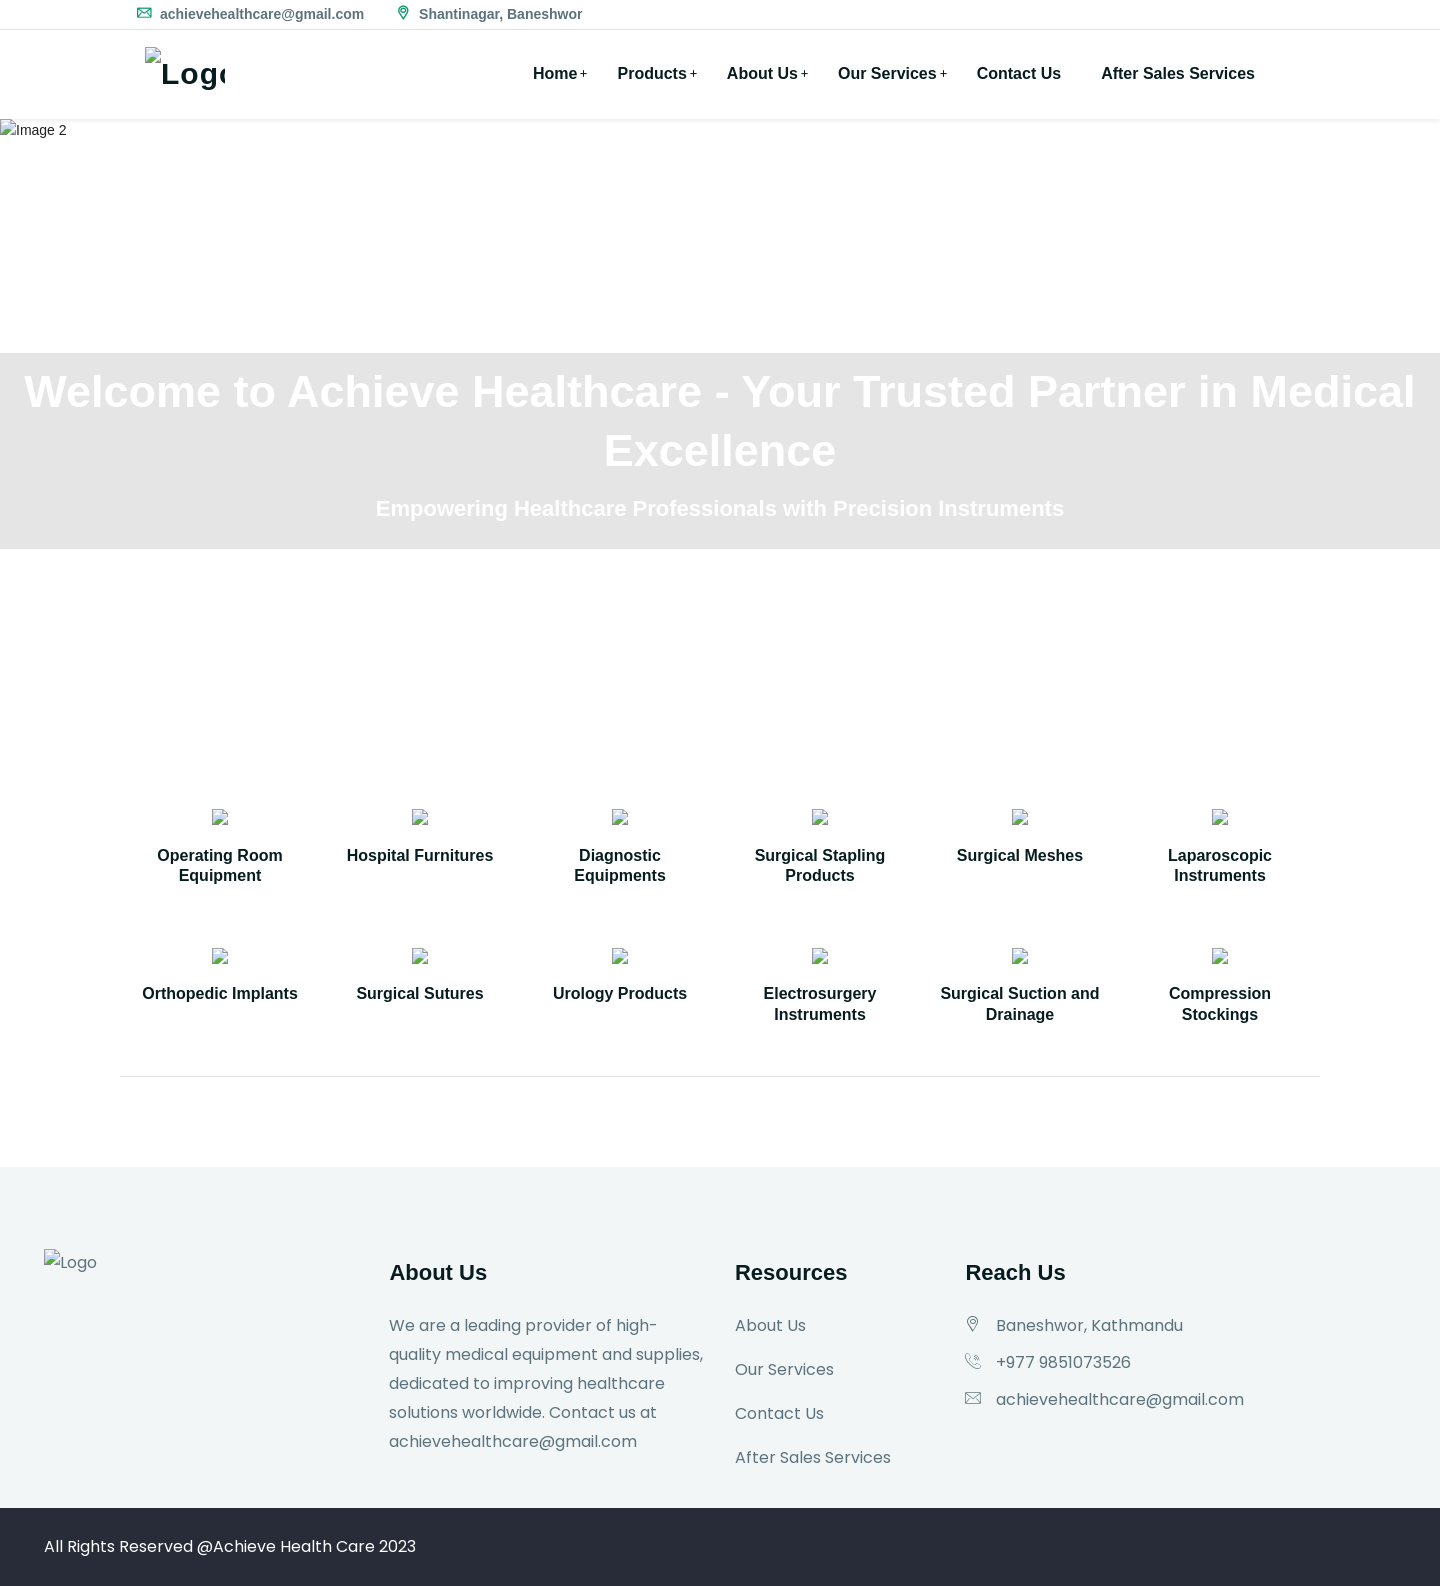 achievehealthcare@gmail.com Shantinagar, Baneshwor
Logo
Home + Products + About Us + Our Services + Contact Us After Sales Services
Image 2
Welcome to Achieve Healthcare - Your Trusted Partner in Medical
Excellence
Empowering Healthcare Professionals with Precision Instruments
Operating Room
Equipment
Hospital Furnitures
Diagnostic
Equipments
Surgical Stapling
Products
Surgical Meshes
Laparoscopic
Instruments
Orthopedic Implants
Surgical Sutures
Urology Products
Electrosurgery
Instruments
Surgical Suction and
Drainage
Compression
Stockings
Logo
About Us
We are a leading provider of high-
quality medical equipment and supplies,
dedicated to improving healthcare
solutions worldwide. Contact us at
achievehealthcare@gmail.com
Resources
About Us
Our Services
Contact Us
After Sales Services
Reach Us
Baneshwor, Kathmandu
+977 9851073526
achievehealthcare@gmail.com
All Rights Reserved @Achieve Health Care 2023